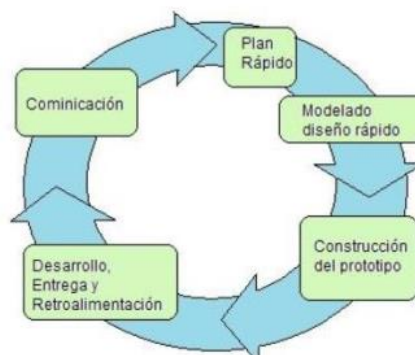 Plan
Rápido
Modelado
diseño rápido
Construcción
del prototipo
Desarrollo,
Entrega y
Retroalimentación
Cominicación